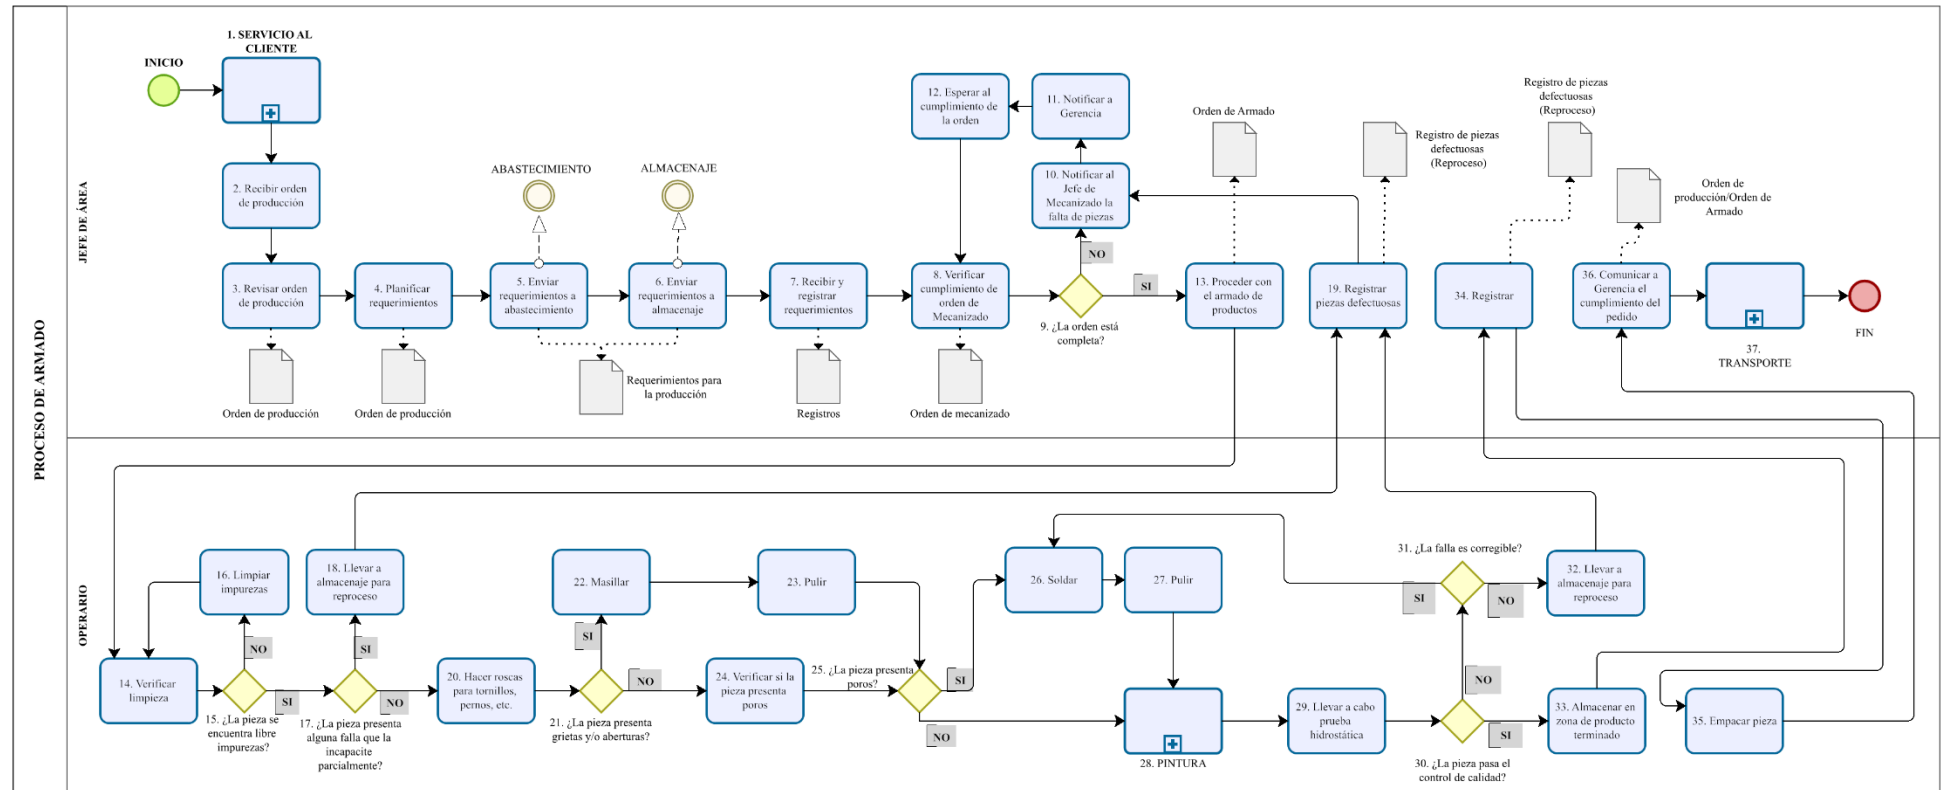 PROCESO DE ARMADO
JEFE DE ÁREA
INICIO
1. SERVICIO AL
CLIENTE
2. Recibir orden
de producción
3. Revisar orden
de producción
Orden de producción
4. Planificar
requerimientos
Orden de producción
ABASTECIMIENTO
5. Enviar
requerimientos a
abastecimiento
ALMACENAJE
6. Enviar
requerimientos a
almacenaje
Requerimientos para
la producción
7. Recibir y
registrar
requerimientos
Registros
8. Verificar
cumplimiento de
orden de
Mecanizado
Orden de mecanizado
9. ¿La orden está
completa?
NO
SI
10. Notificar al
Jefe de
Mecanizado la
falta de piezas
11. Notificar a
Gerencia
12. Esperar al
cumplimiento de
la orden
Orden de Armado
13. Proceder con
el armado de
productos
Registro de piezas
defectuosas
(Reproceso)
19. Registrar
piezas defectuosas
Registro de piezas
defectuosas
(Reproceso)
34. Registrar
Orden de
producción/Orden de
Armado
36. Comunicar a
Gerencia el
cumplimiento del
pedido
37.
TRANSPORTE
FIN
OPERARIO
14. Verificar
limpieza
15. ¿La pieza se
encuentra libre
impurezas?
NO
SI
16. Limpiar
impurezas
17. ¿La pieza presenta
alguna falla que la
incapacite
parcialmente?
SI
NO
18. Llevar a
almacenaje para
reproceso
20. Hacer roscas
para tornillos,
pernos, etc.
21. ¿La pieza presenta
grietas y/o aberturas?
SI
NO
22. Masillar
23. Pulir
24. Verificar si la
pieza presenta
poros
25. ¿La pieza presenta
poros?
SI
NO
26. Soldar
27. Pulir
28. PINTURA
29. Llevar a cabo
prueba
hidrostática
30. ¿La pieza pasa el
control de calidad?
NO
SI
31. ¿La falla es corregible?
SI
NO
32. Llevar a
almacenaje para
reproceso
33. Almacenar en
zona de producto
terminado
35. Empacar pieza